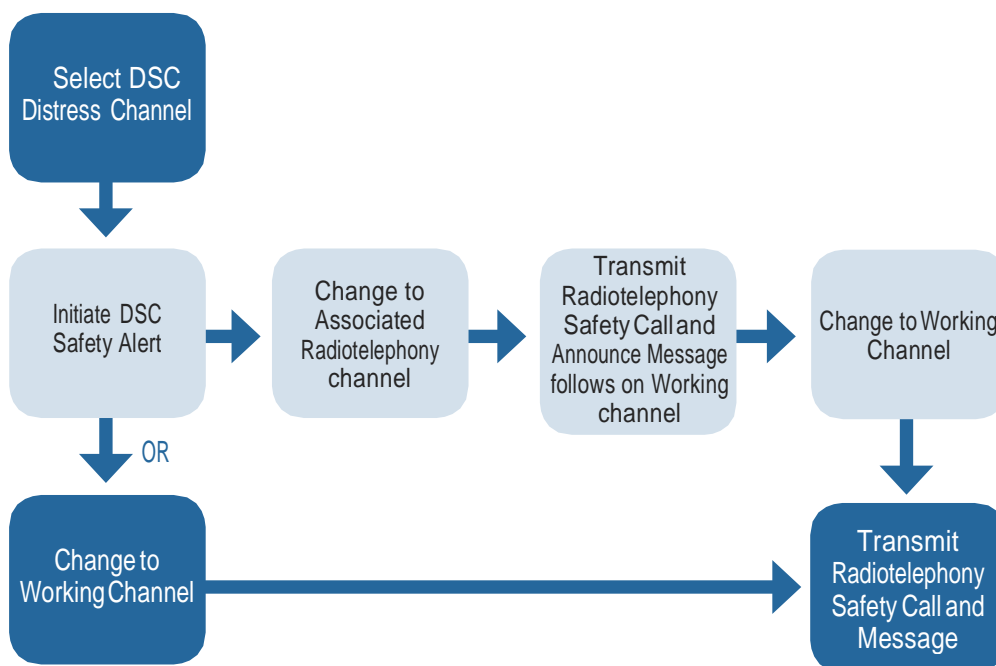 Select DSC
Distress Channel
Initiate DSC
Safety Alert
Change to
Associated
Radiotelephony
channel
Transmit
Radiotelephony
Safety Call and
Announce Message
follows on Working
channel
Change to Working
Channel
OR
Change to
Working Channel
Transmit
Radiotelephony
Safety Call and
Message